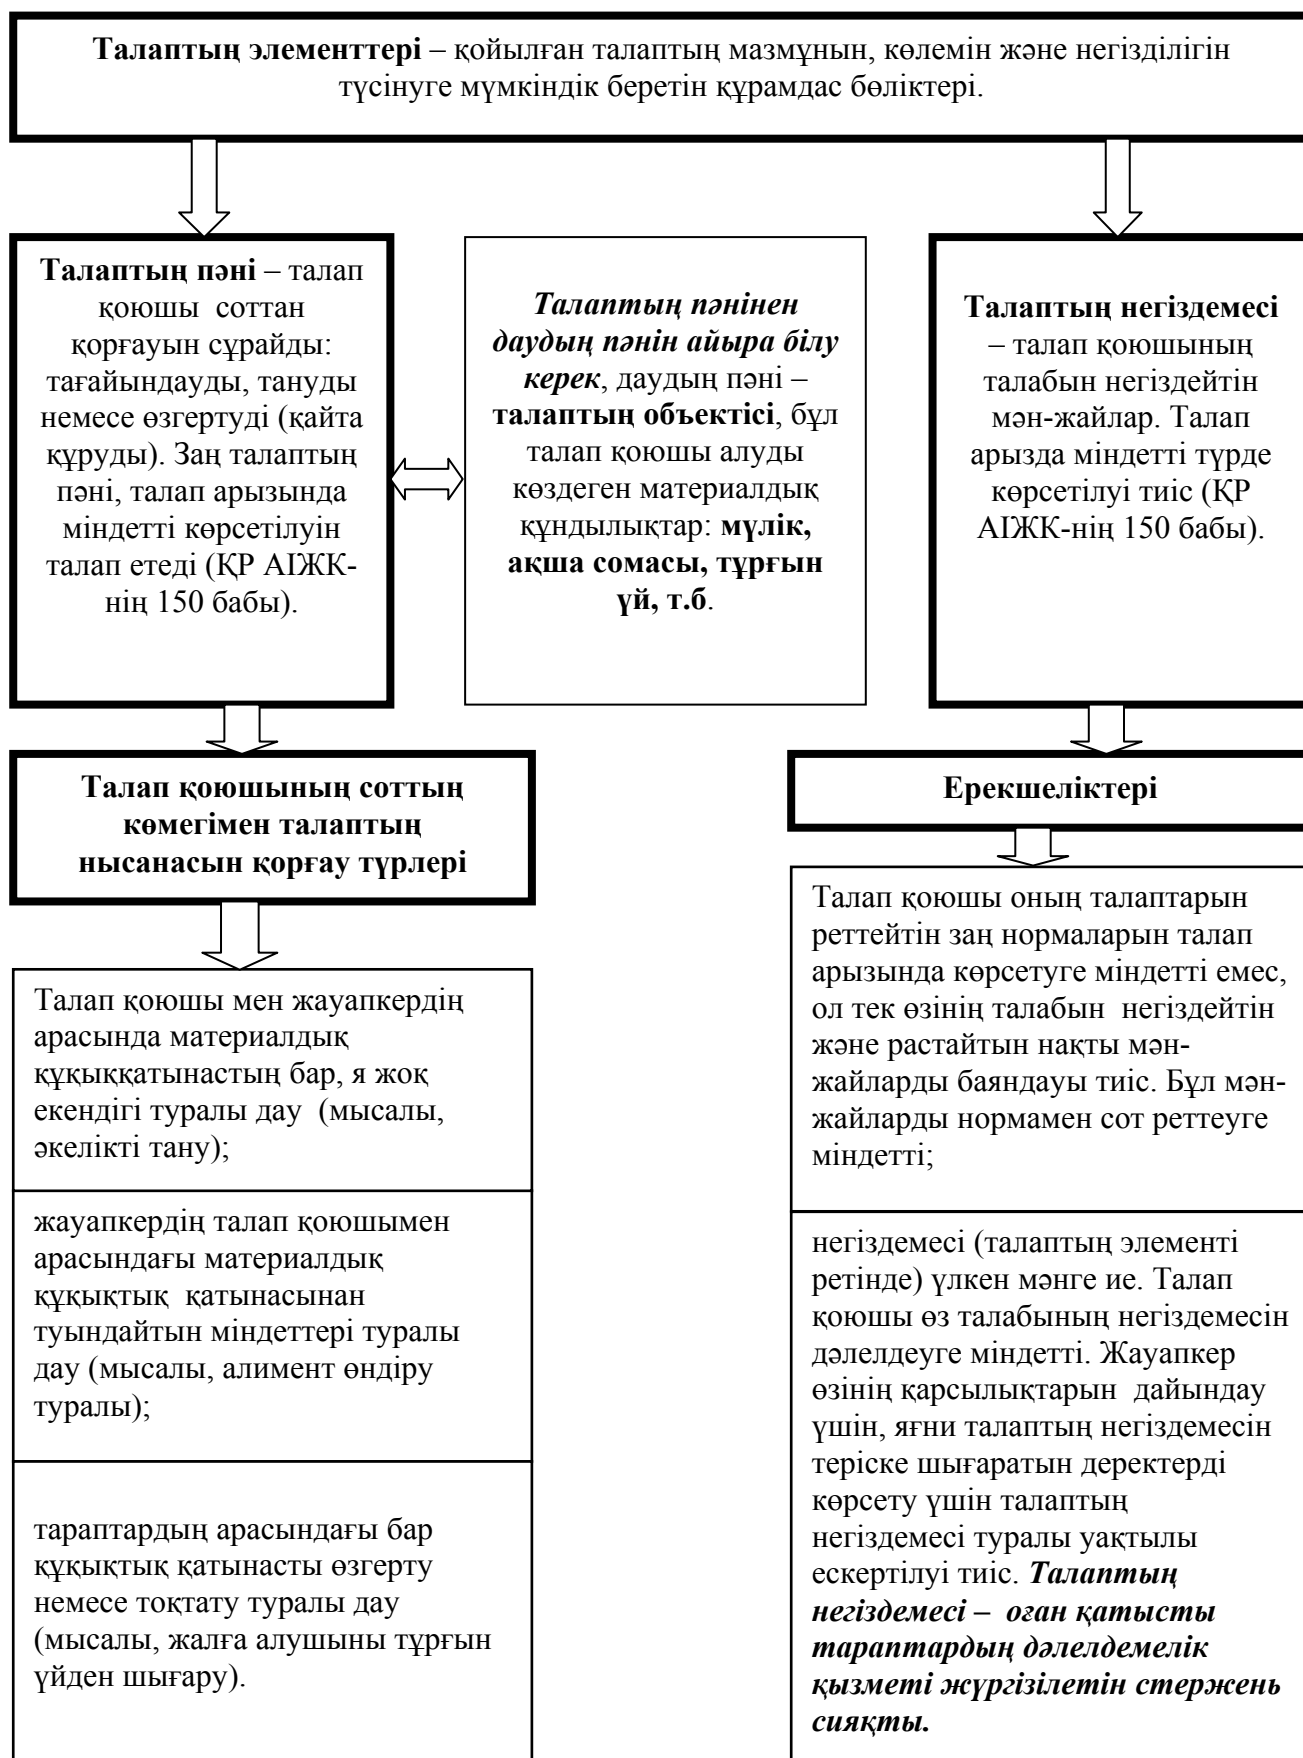 Талаптың элементтері – қойылған талаптың мазмұнын, көлемін және негізділігін
түсінуге мүмкіндік беретін құрамдас бөліктері.
Талаптың пәні – талап
қоюшы соттан
қорғауын сұрайды:
тағайындауды, тануды
немесе өзгертуді (қайта
құруды). Заң талаптың
пәні, талап арызында
міндетті көрсетілуін
талап етеді (ҚР АІЖК-
нің 150 бабы).
Талаптың пәнінен
даудың пәнін айыра білу
керек, даудың пәні –
талаптың объектісі, бұл
талап қоюшы алуды
көздеген материалдық
құндылықтар: мүлік,
ақша сомасы, тұрғын
үй, т.б.
Талаптың негіздемесі
– талап қоюшының
талабын негіздейтін
мән-жайлар. Талап
арызда міндетті түрде
көрсетілуі тиіс (ҚР
АІЖК-нің 150 бабы).
Талап қоюшының соттың
көмегімен талаптың
нысанасын қорғау түрлері
Талап қоюшы мен жауапкердің
арасында материалдық
құқыққатынастың бар, я жоқ
екендігі туралы дау (мысалы,
әкелікті тану);
жауапкердің талап қоюшымен
арасындағы материалдық
құқықтық қатынасынан
туындайтын міндеттері туралы
дау (мысалы, алимент өндіру
туралы);
тараптардың арасындағы бар
құқықтық қатынасты өзгерту
немесе тоқтату туралы дау
(мысалы, жалға алушыны тұрғын
үйден шығару).
Ерекшеліктері
Талап қоюшы оның талаптарын
реттейтін заң нормаларын талап
арызында көрсетуге міндетті емес,
ол тек өзінің талабын негіздейтін
және растайтын нақты мән-
жайларды баяндауы тиіс. Бұл мән-
жайларды нормамен сот реттеуге
міндетті;
негіздемесі (талаптың элементі
ретінде) үлкен мәнге ие. Талап
қоюшы өз талабының негіздемесін
дәлелдеуге міндетті. Жауапкер
өзінің қарсылықтарын дайындау
үшін, яғни талаптың негіздемесін
теріске шығаратын деректерді
көрсету үшін талаптың
негіздемесі туралы уақтылы
ескертілуі тиіс. Талаптың
негіздемесі – оған қатысты
тараптардың дәлелдемелік
қызметі жүргізілетін стержень
сияқты.